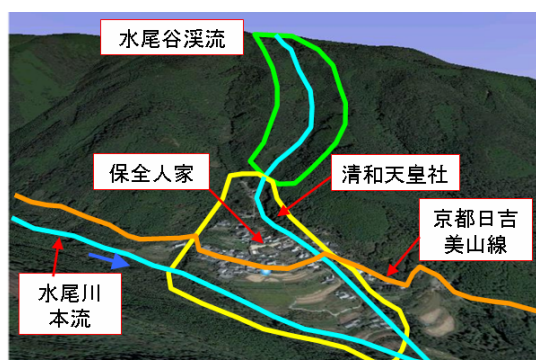 水尾谷渓流
保全人家
清和天皇社
京都日吉
美山線
水尾川
本流